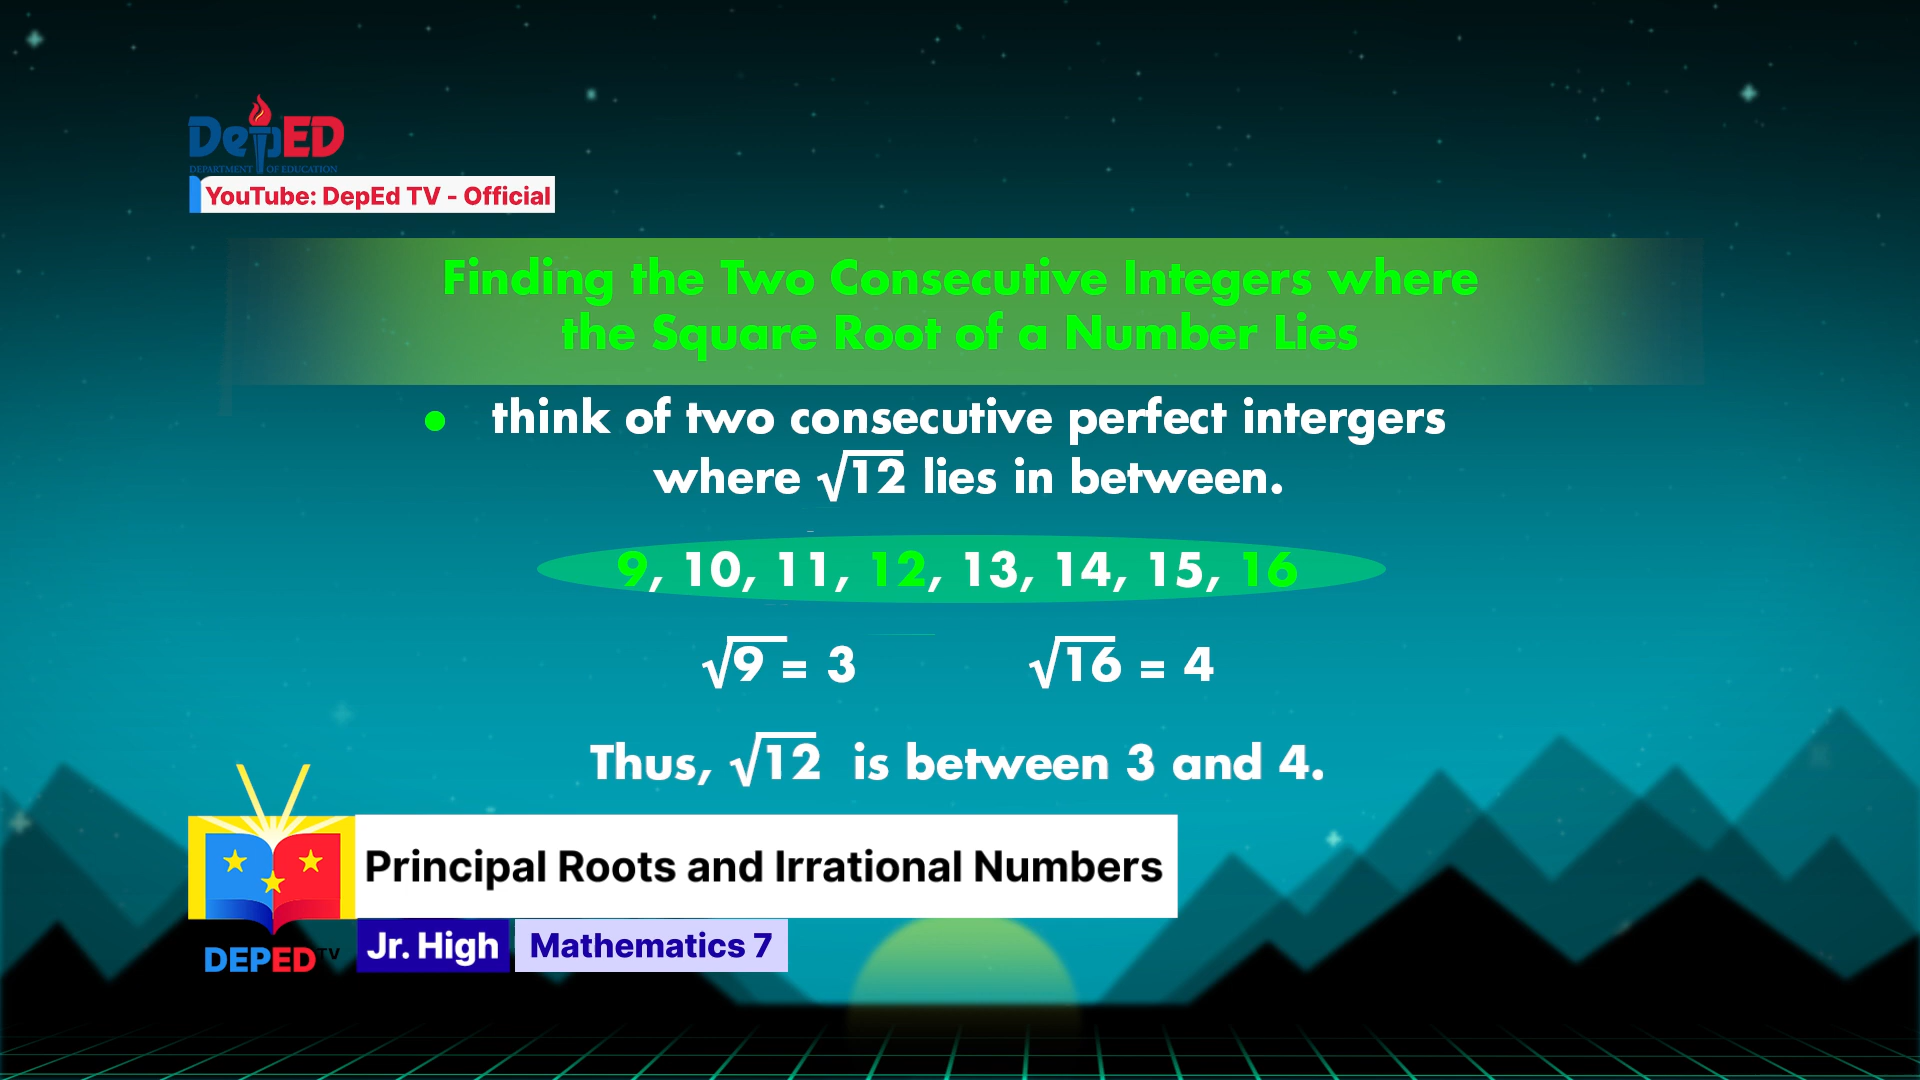 DepED
DEPARTMENT OF EDUCATION
YouTube: DepEd TV - Official
Finding the Two Consecutive Integers where
the Square Root of a Number Lies
• think of two consecutive perfect intergers
where √12 lies in between.
9, 10, 11, 12, 13, 14, 15, 16
√9 = 3 √16 = 4
Thus, √12 is between 3 and 4.
Principal Roots and Irrational Numbers
DEPED TV
Jr. High Mathematics 7